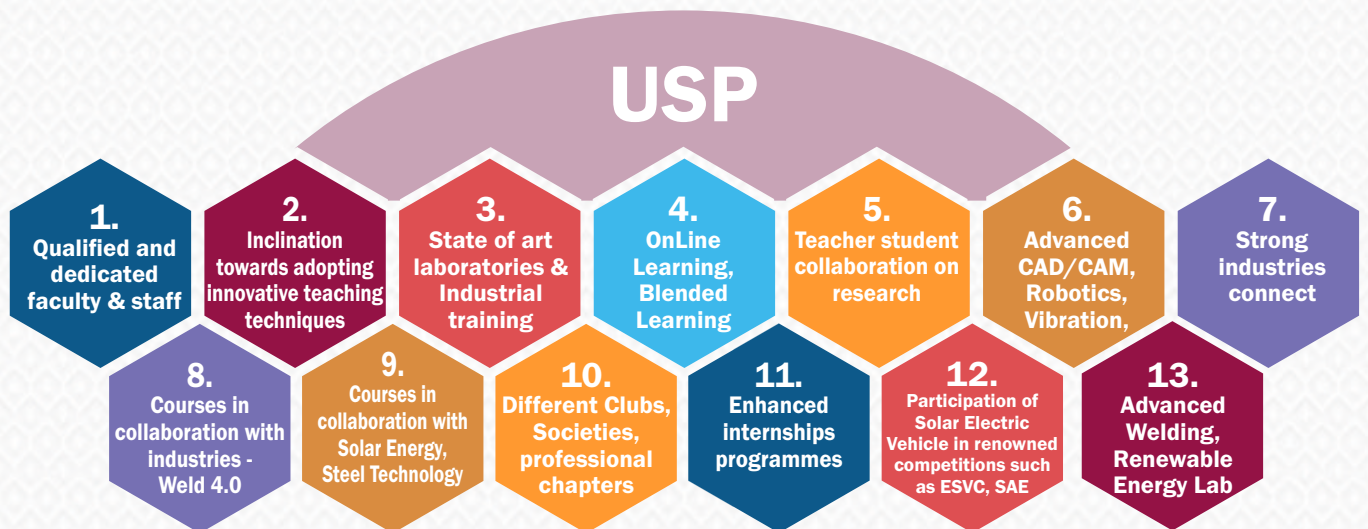 USP
1.
Qualified and
dedicated
faculty & staff
2.
Inclination
towards adopting
innovative teaching
techniques
3.
State of art
laboratories &
Industrial
training
4.
OnLine
Learning,
Blended
Learning
5.
Teacher student
collaboration on
research
6.
Advanced
CAD/CAM,
Robotics,
Vibration,
7.
Strong
industries
connect
8.
Courses in
collaboration with
industries -
Weld 4.0
9.
Courses in
collaboration with
Solar Energy,
Steel Technology
10.
Different Clubs,
Societies,
professional
chapters
11.
Enhanced
internships
programmes
12.
Participation of
Solar Electric
Vehicle in renowned
competitions such
as ESVC, SAE
13.
Advanced
Welding,
Renewable
Energy Lab